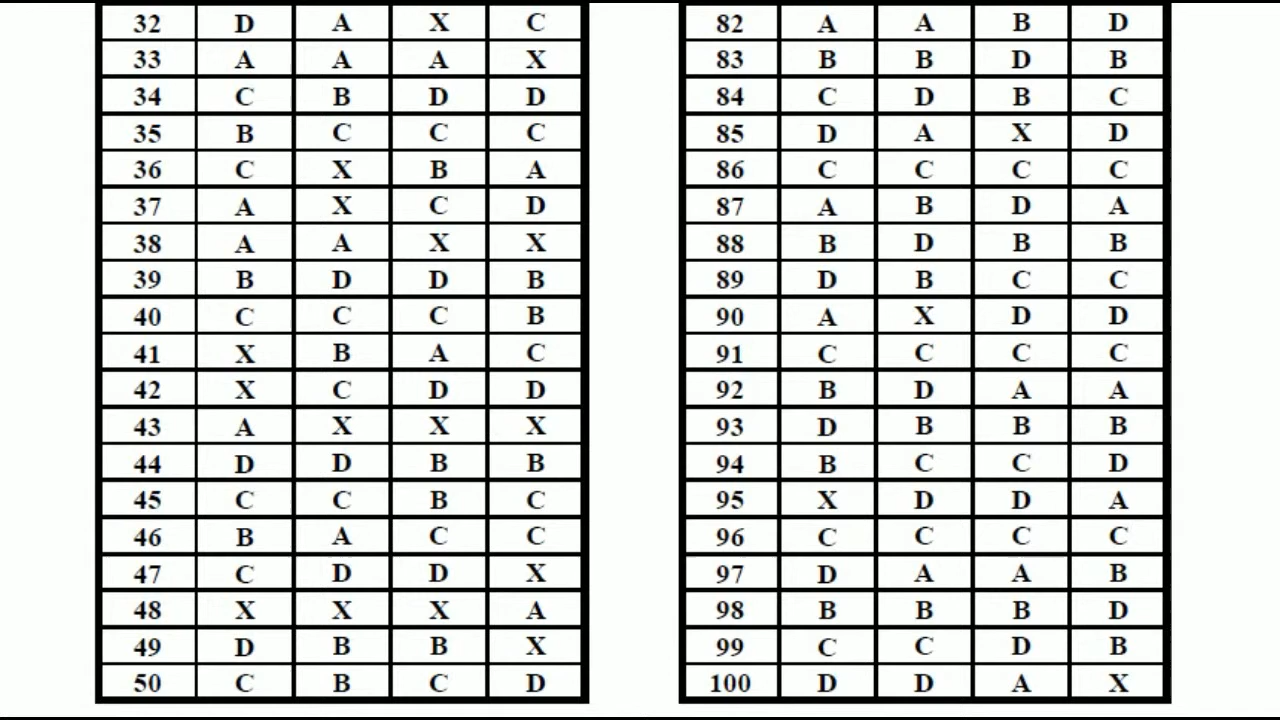 32 D A X C 82 A A B D
33 A A A X 83 B B D B
34 C B D D 84 C D B C
35 B C C C 85 D A X D
36 C X B A 86 C C C C
37 A X C D 87 A B D A
38 A A X X 88 B D B B
39 B D D B 89 D B C C
40 C C C B 90 A X D D
41 X B A C 91 C C C C
42 X C D D 92 B D A A
43 A X X X 93 D B B B
44 D D B B 94 B C C D
45 C C B C 95 X D D A
46 B A C C 96 C C C C
47 C D D X 97 D A A B
48 X X X A 98 B B B D
49 D B B X 99 C C D B
50 C B C D 100 D D A X